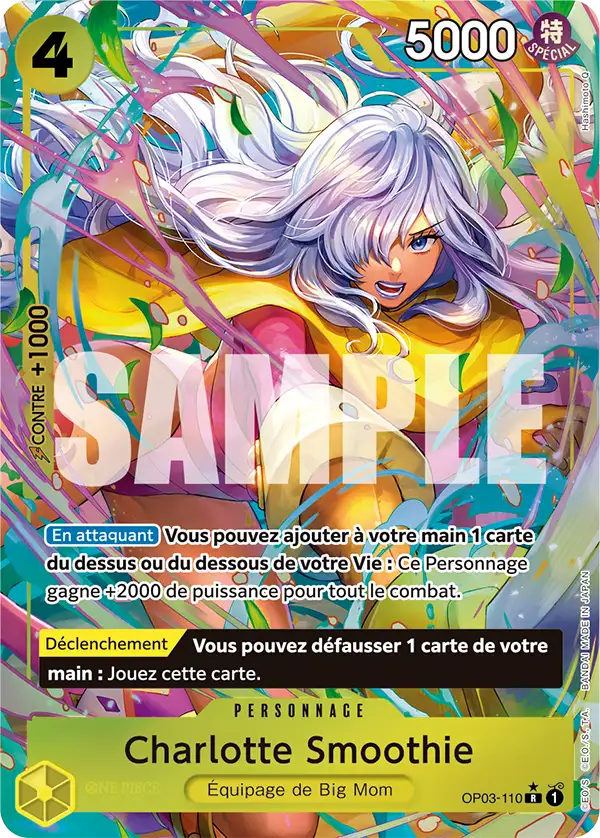 4
5000
特
SPÉCIAL
Hashimoto Q
CONTRE +1000
SAMPLE
En attaquant Vous pouvez ajouter à votre main 1 carte
du dessus ou du dessous de votre Vie : Ce Personnage
gagne +2000 de puissance pour tout le combat.
Déclenchement Vous pouvez défausser 1 carte de votre
main : Jouez cette carte.
PERSONNAGE
Charlotte Smoothie
Équipage de Big Mom
ONE PIECE
CARD GAME
OP03-110 R 1
©E.O./S. ©E.O./S., T.A. BANDAI MADE IN JAPAN